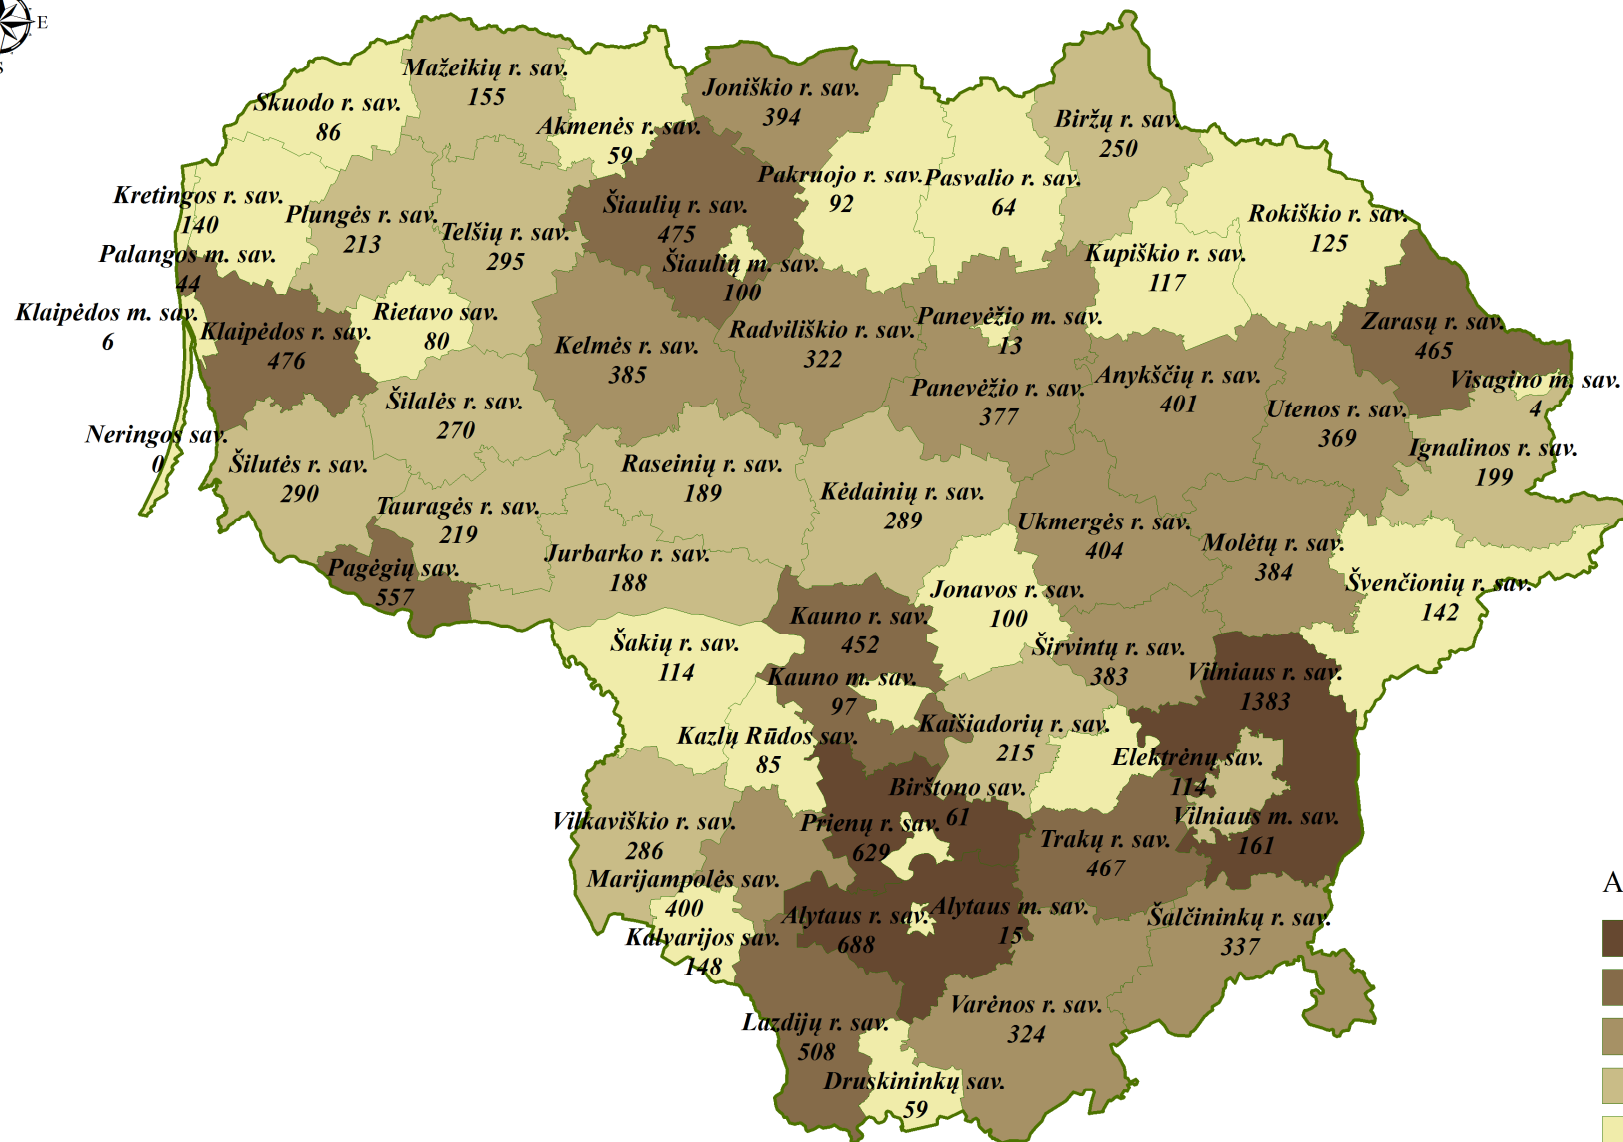 E
S
Mažeikių r. sav.
155
Skuodo r. sav.
86
Akmenės r. sav.
59
Joniškio r. sav.
394
Biržų r. sav.
250
Kretingos r. sav.
140
Plungės r. sav.
213
Telšių r. sav.
295
Šiaulių r. sav.
475
Pakruojo r. sav.
92
Pasvalio r. sav.
64
Rokiškio r. sav.
125
Kupiškio r. sav.
117
Palangos m. sav.
44
Šiaulių m. sav.
100
Klaipėdos m. sav.
6
Klaipėdos r. sav.
476
Rietavo sav.
80
Kelmės r. sav.
385
Radviliškio r. sav.
322
Panevėžio m. sav.
13
Zarasų r. sav.
465
Panevėžio r. sav.
377
Anykščių r. sav.
401
Utenos r. sav.
369
Visagino m. sav.
4
Šilalės r. sav.
270
Neringos sav.
0
Šilutės r. sav.
290
Raseinių r. sav.
189
Kėdainių r. sav.
289
Ignalinos r. sav.
199
Tauragės r. sav.
219
Jurbarko r. sav.
188
Ukmergės r. sav.
404
Molėtų r. sav.
384
Pagėgių sav.
557
Jonavos r. sav.
100
Švenčionių r. sav.
142
Kauno r. sav.
452
Šakių r. sav.
114
Širvintų r. sav.
383
Vilniaus r. sav.
1383
Kauno m. sav.
97
Kazlų Rūdos sav.
85
Kaišiadorių r. sav.
215
Elektrėnų sav.
114
Birštono sav.
61
Vilkaviškio r. sav.
286
Prienų r. sav.
629
Trakų r. sav.
467
Vilniaus m. sav.
161
Marijampolės sav.
400
Alytaus r. sav.
688
Alytaus m. sav.
15
Šalčininkų r. sav.
337
Kalvarijos sav.
148
A
Lazdijų r. sav.
508
Varėnos r. sav.
324
Druskininkų sav.
59